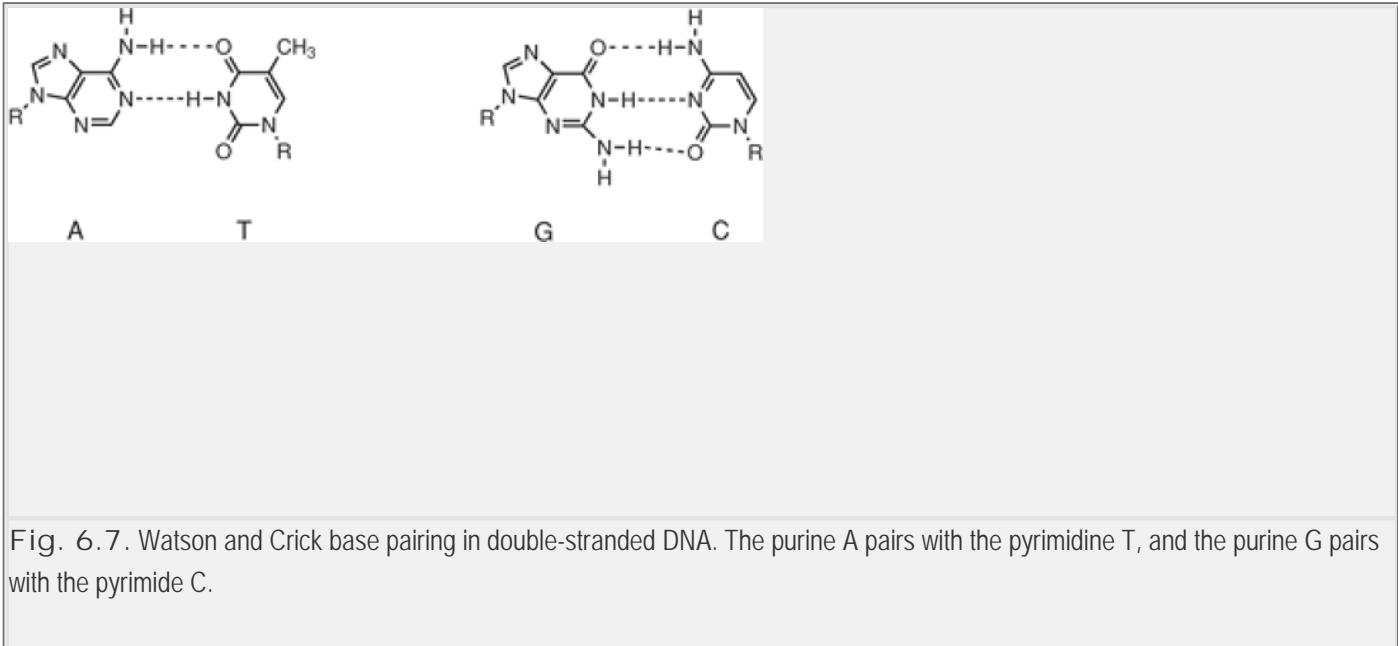 H
N N-H----O CH3
N N-----H-N
R N O N R
A T
H
N O----H-N
N N-H-----N
R N N-H----O N R
H
G C
Fig. 6.7. Watson and Crick base pairing in double-stranded DNA. The purine A pairs with the pyrimidine T, and the purine G pairs
with the pyrimide C.